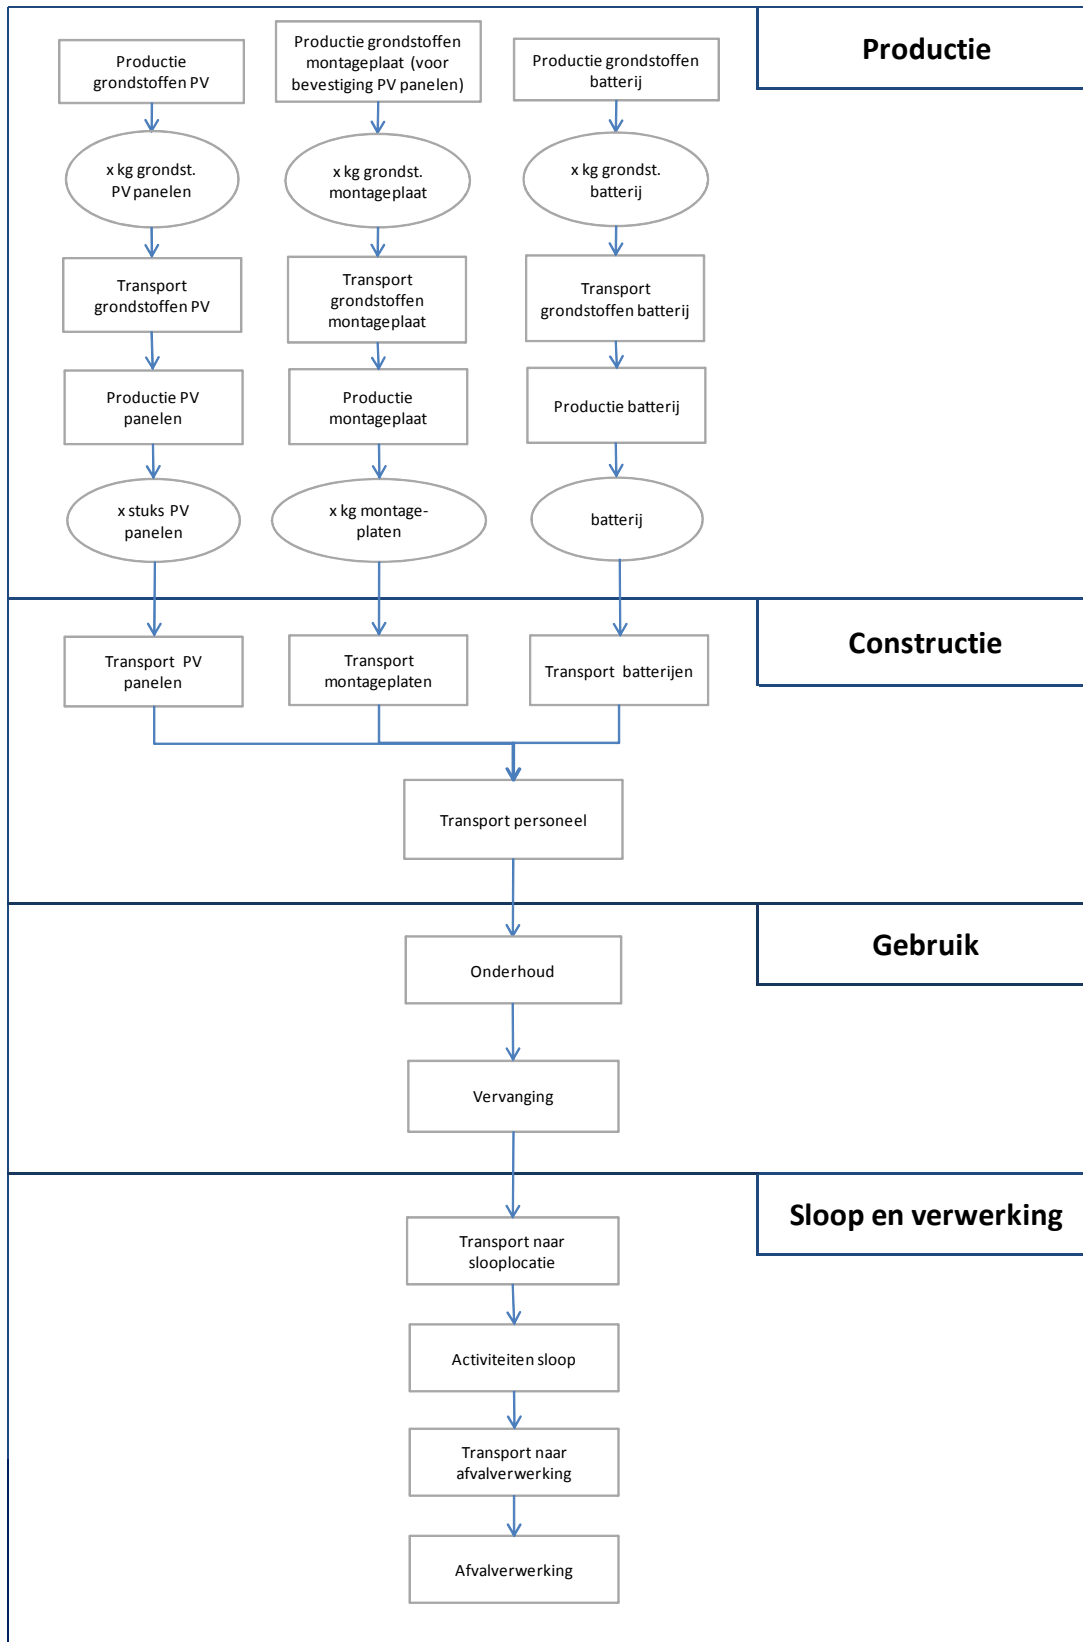 Productie
Productie grondstoffen PV
Productie grondstoffen
montageplaat (voor
bevestiging PV panelen)
Productie grondstoffen
batterij
x kg grondst.
PV panelen
x kg grondst.
montageplaat
x kg grondst.
batterij
Transport
grondstoffen PV
Transport
grondstoffen
montageplaat
Transport
grondstoffen batterij
Productie PV
panelen
Productie
montageplaat
Productie batterij
x stuks PV
panelen
x kg montage-
platen
batterij
Constructie
Transport PV
panelen
Transport
montageplaten
Transport batterijen
Transport personeel
Gebruik
Onderhoud
Vervanging
Sloop en verwerking
Transport naar
slooplocatie
Activiteiten sloop
Transport naar
afvalverwerking
Afvalverwerking